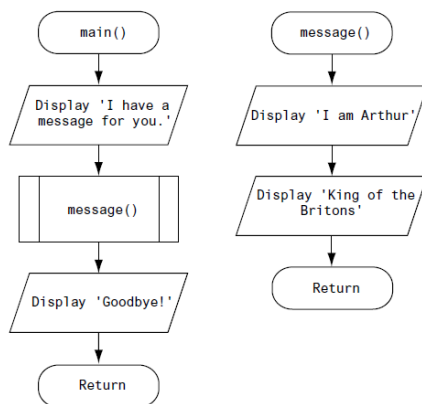 main()
Display 'I have a
message for you.'
message()
Display 'Goodbye!'
Return
message()
Display 'I am Arthur'
Display 'King of the
Britons'
Return